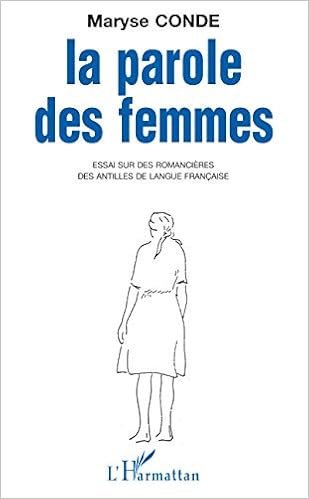 Maryse CONDE
la parole
des femmes
ESSAI SUR DES ROMANCIÈRES
DES ANTILLES DE LANGUE FRANÇAISE
L'Harmattan